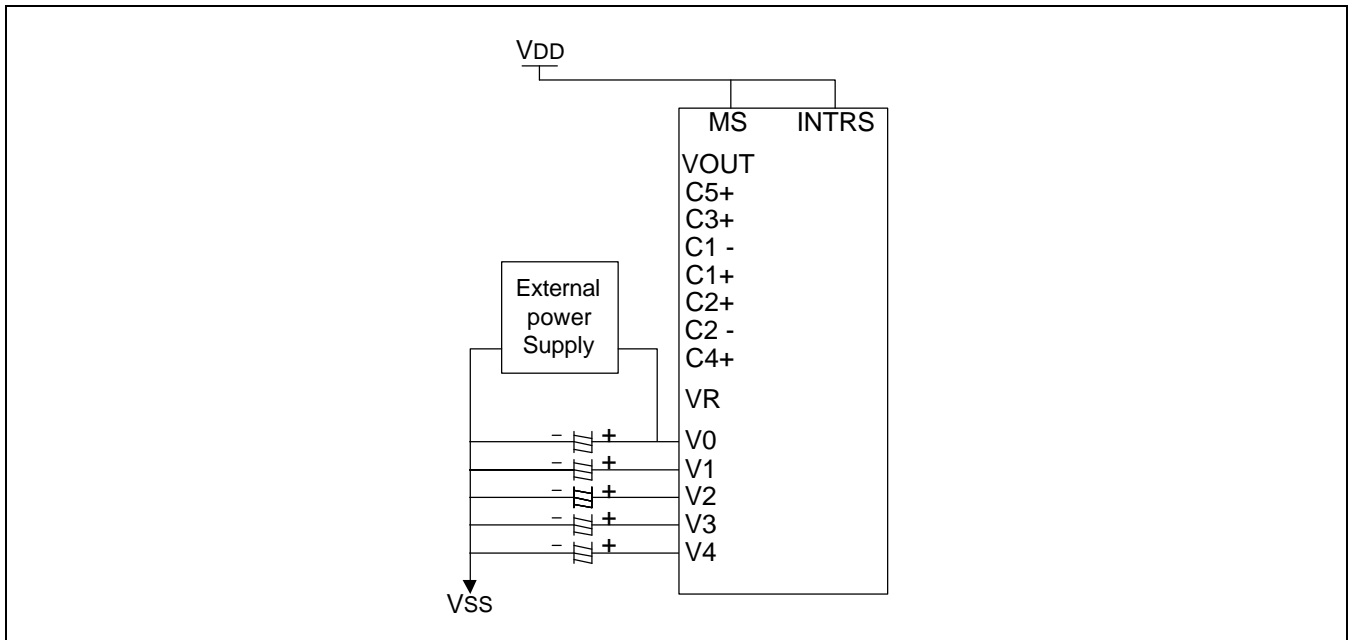 VDD
MS INTRS
VOUT
C5+
C3+
C1 -
C1+
C2+
C2 -
C4+
External
power
Supply
VR
– + V0
– + V1
– + V2
– + V3
– + V4
VSS